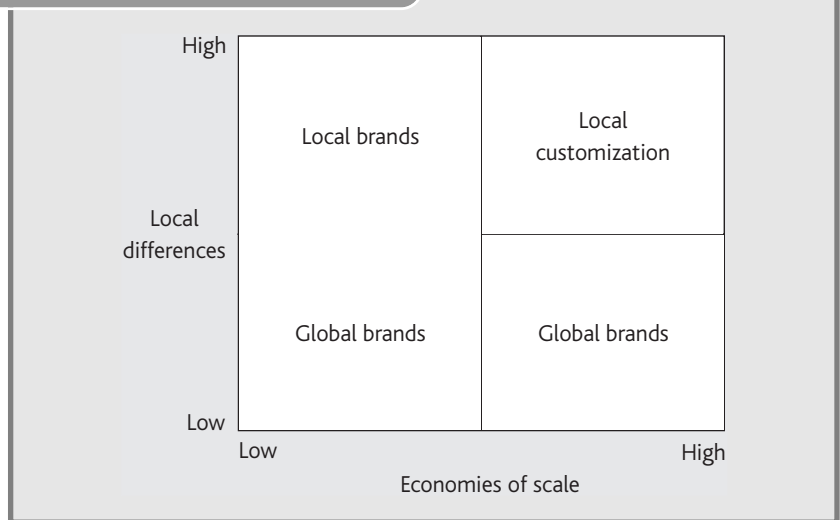 High
Local brands
Local
customization
Local
differences
Global brands
Global brands
Low
Low
High
Economies of scale